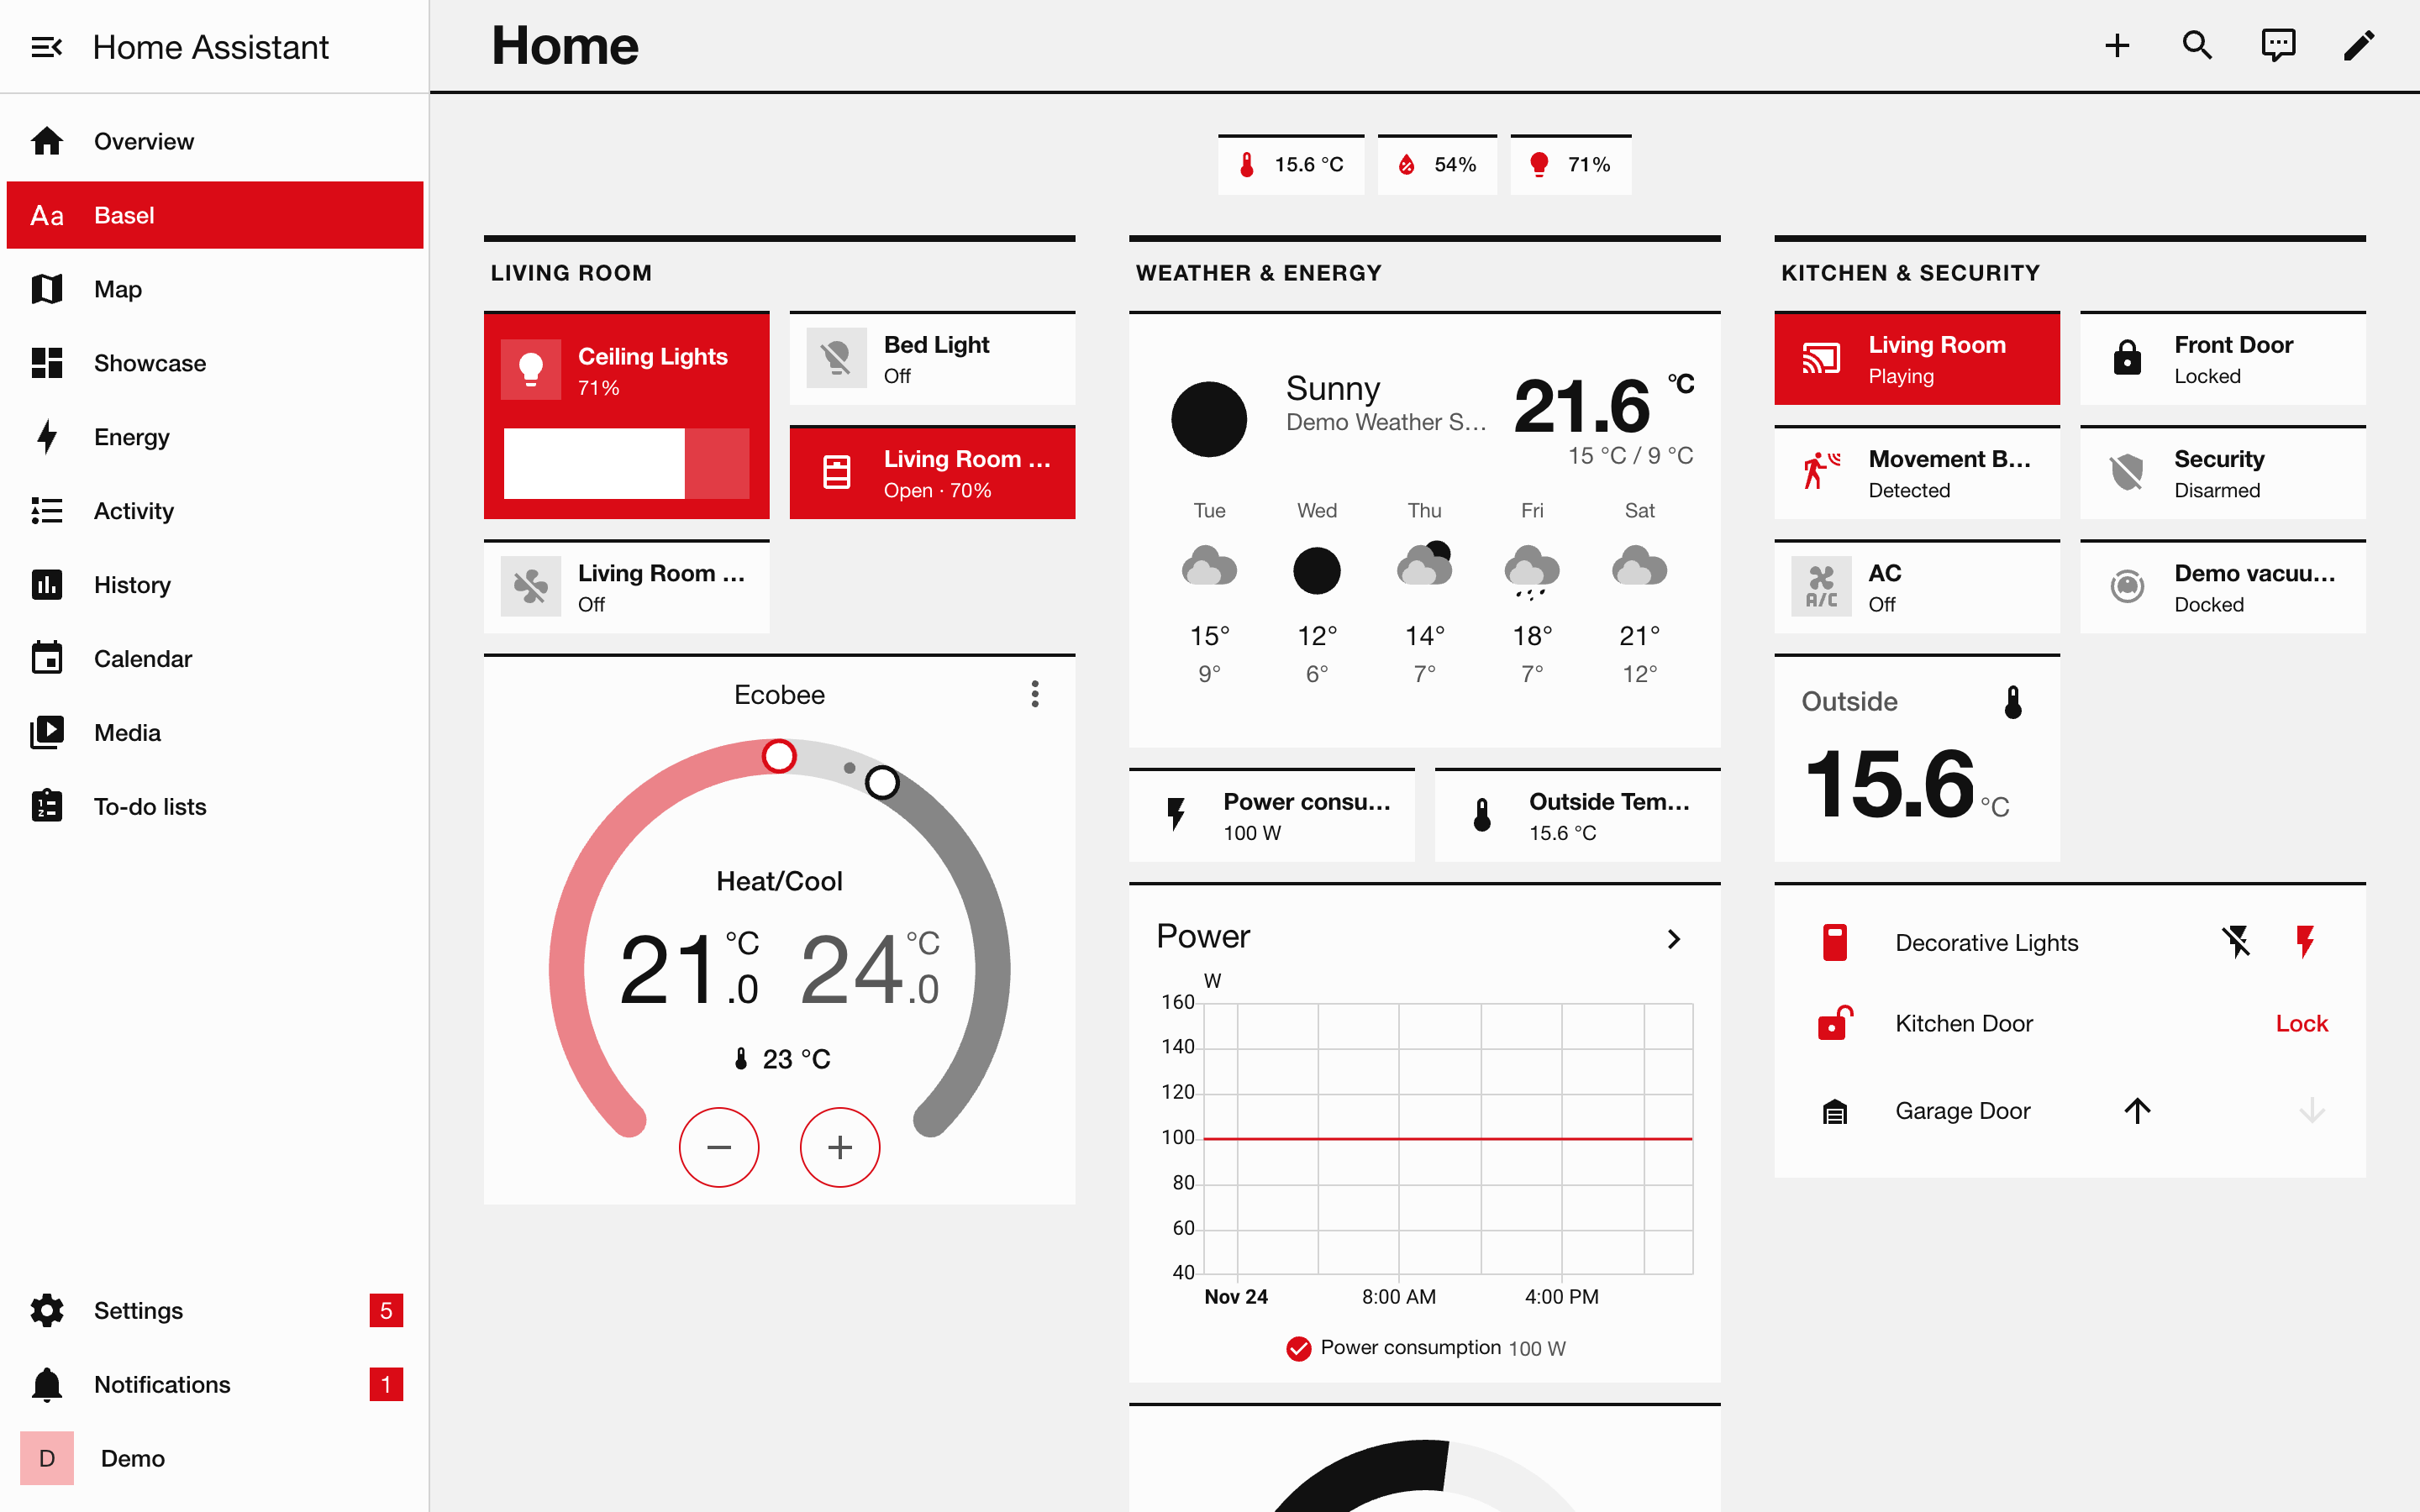 Home Assistant
Overview
Aa Basel
Map
Showcase
Energy
Activity
History
Calendar
Media
To-do lists
Settings 5
Notifications 1
D Demo
Home
15.6 °C 54% 71%
LIVING ROOM
Ceiling Lights
71%
Bed Light
Off
Living Room ...
Open · 70%
Living Room ...
Off
Ecobee
Heat/Cool
21.0 °C 24.0 °C
23 °C
WEATHER & ENERGY
Sunny
Demo Weather S...
21.6 °C
15 °C / 9 °C
Tue Wed Thu Fri Sat
15° 12° 14° 18° 21°
9° 6° 7° 7° 12°
Power consu...
100 W
Outside Tem...
15.6 °C
Power
W
160
140
120
100
80
60
40
Nov 24 8:00 AM 4:00 PM
Power consumption 100 W
KITCHEN & SECURITY
Living Room
Playing
Front Door
Locked
Movement B...
Detected
Security
Disarmed
A/C
AC
Off
Demo vacuu...
Docked
Outside
15.6 °C
Decorative Lights
Kitchen Door Lock
Garage Door